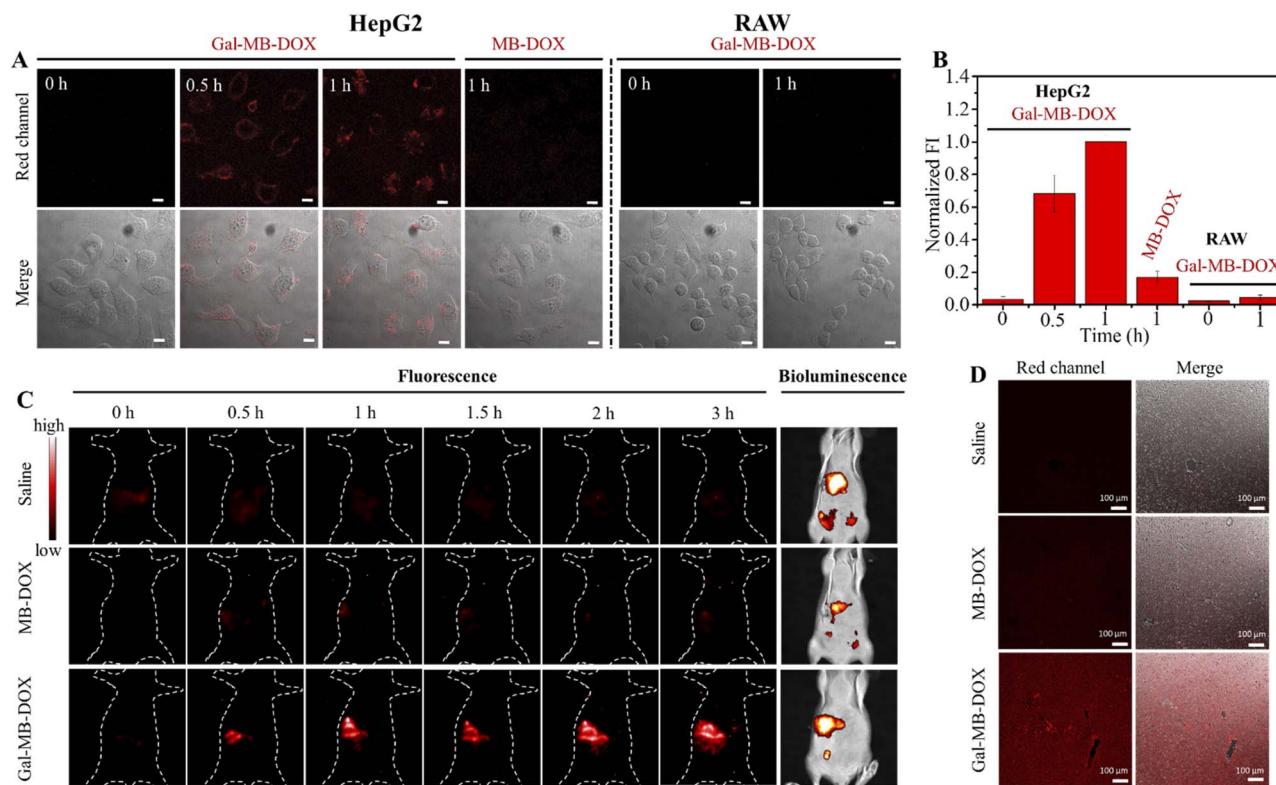 HepG2
RAW
Gal-MB-DOX
MB-DOX
Gal-MB-DOX
A
0 h
0.5 h
1 h
1 h
0 h
1 h
Red channel
Merge
B
1.4
1.2
1.0
0.8
0.6
0.4
0.2
0.0
Normalized FI
HepG2
Gal-MB-DOX
MB-DOX
RAW
Gal-MB-DOX
0
0.5
1
1
0
1
Time (h)
C
Fluorescence
Bioluminescence
high
low
0 h
0.5 h
1 h
1.5 h
2 h
3 h
Saline
MB-DOX
Gal-MB-DOX
D
Red channel
Merge
Saline
100 µm
100 µm
MB-DOX
100 µm
100 µm
Gal-MB-DOX
100 µm
100 µm